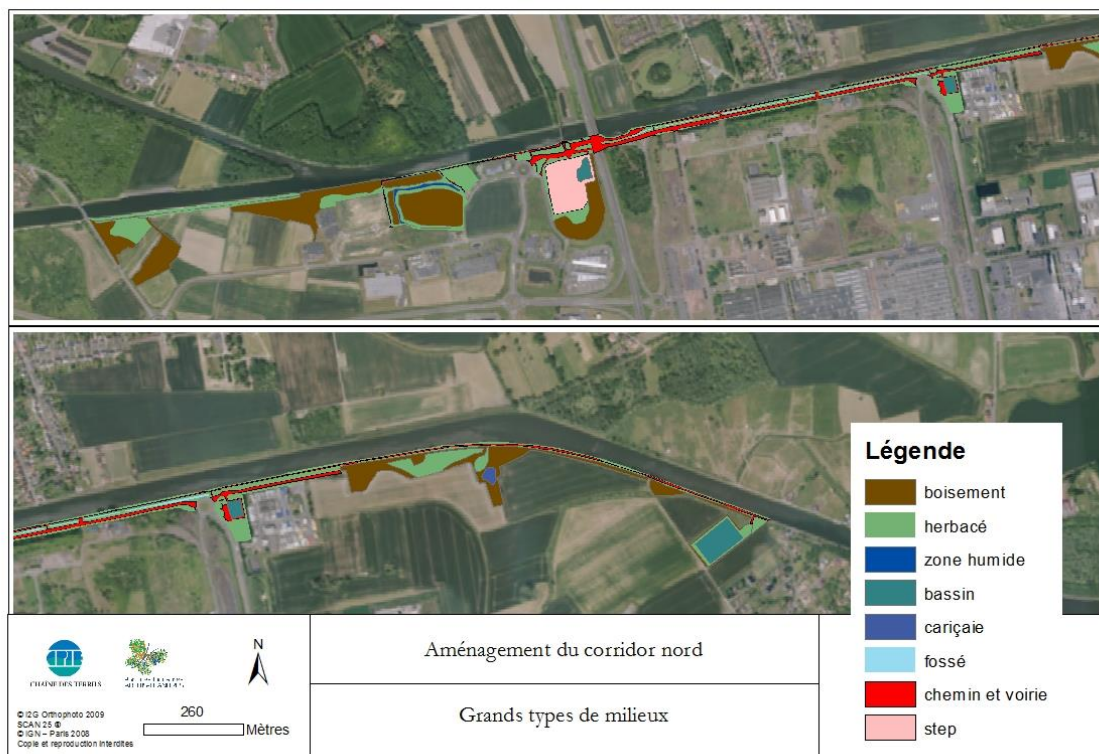 Légende
boisement
herbacé
zone humide
bassin
cariçaie
fossé
chemin et voirie
step
CPIE
CHAÎNE DES TERRILS
N
© I2G Orthophoto 2009
SCAN 25 ®
© IGN – Paris 2008
Copie et reproduction interdites
260
Mètres
Aménagement du corridor nord
Grands types de milieux